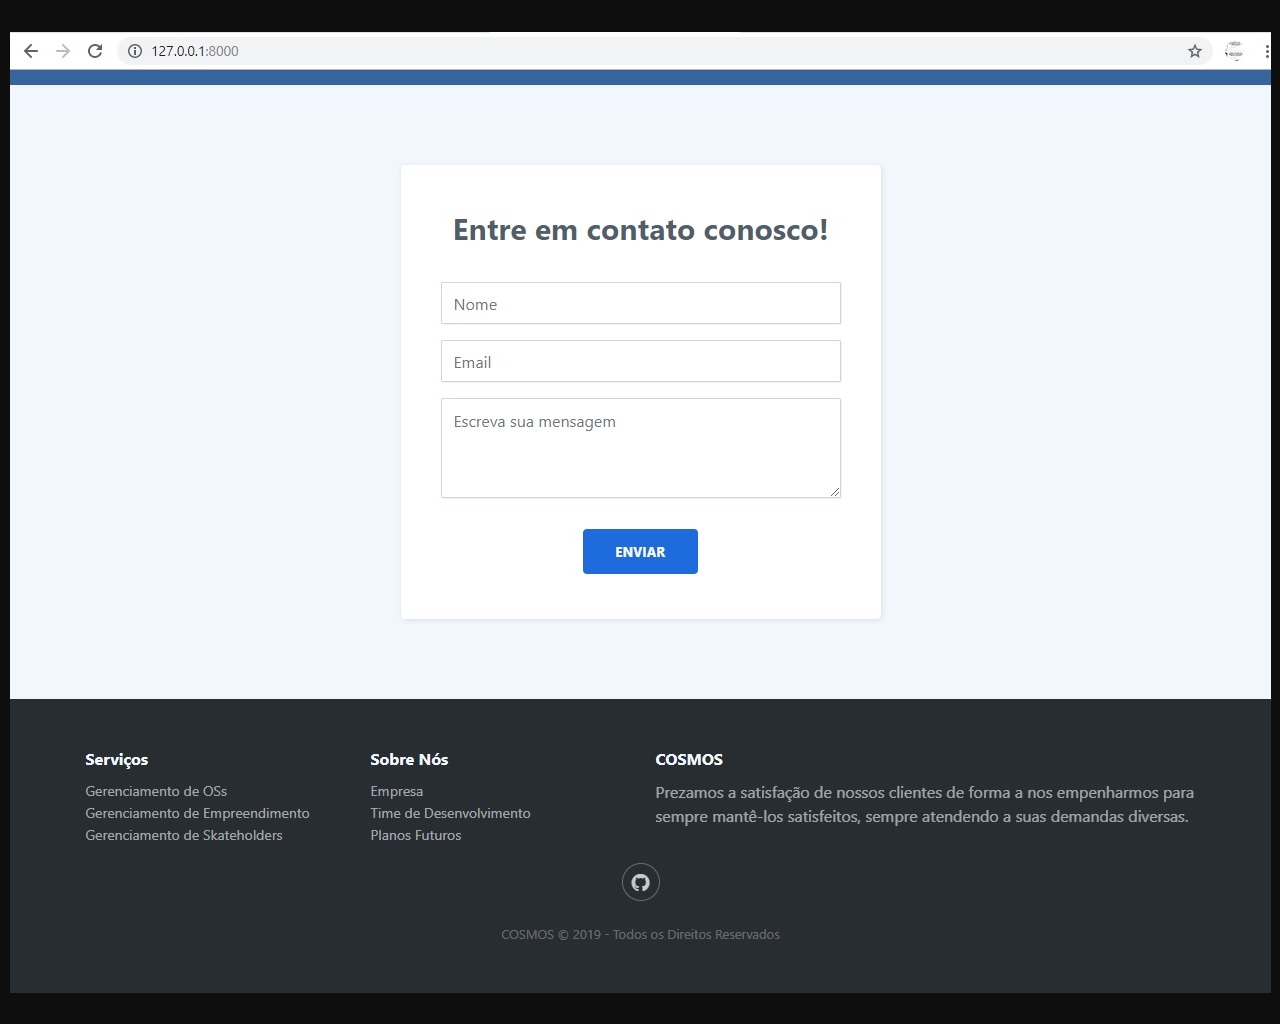 127.0.0.1:8000
Entre em contato conosco!
Nome
Email
Escreva sua mensagem
ENVIAR
Serviços
Gerenciamento de OSs
Gerenciamento de Empreendimento
Gerenciamento de Skateholders
Sobre Nós
Empresa
Time de Desenvolvimento
Planos Futuros
COSMOS
Prezamos a satisfação de nossos clientes de forma a nos empenharmos para
sempre mantê-los satisfeitos, sempre atendendo a suas demandas diversas.
COSMOS © 2019 - Todos os Direitos Reservados